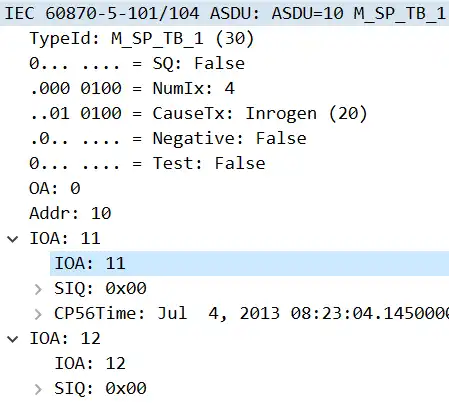 IEC 60870-5-101/104 ASDU: ASDU=10 M_SP_TB_1
TypeId: M_SP_TB_1 (30)
0... .... = SQ: False
.000 0100 = NumIx: 4
..01 0100 = CauseTx: Inrogen (20)
.0.. .... = Negative: False
0... .... = Test: False
OA: 0
Addr: 10
IOA: 11
IOA: 11
SIQ: 0x00
CP56Time: Jul  4, 2013 08:23:04.1450000
IOA: 12
IOA: 12
SIQ: 0x00